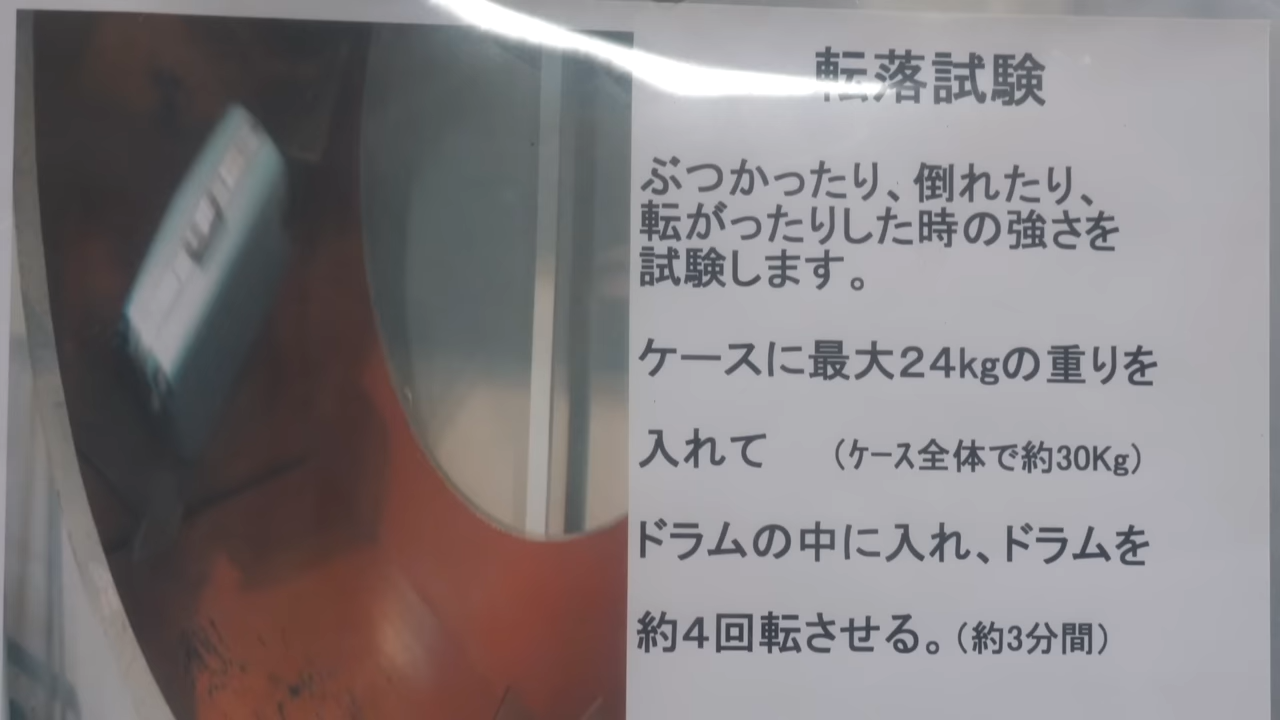 転落試験
ぶつかったり、倒れたり、
転がったりした時の強さを
試験します。
ケースに最大24kgの重りを
入れて （ケース全体で約30Kg）
ドラムの中に入れ、ドラムを
約4回転させる。（約3分間）